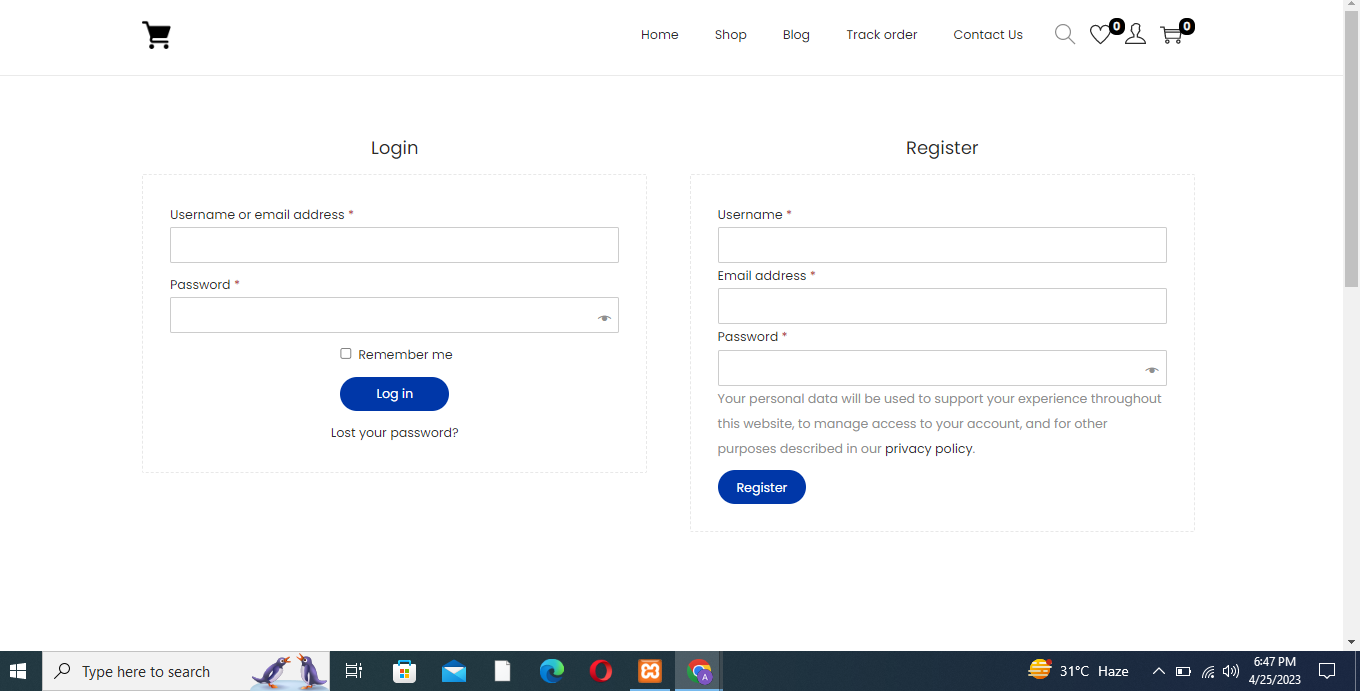 Home Shop Blog Track order Contact Us 0 0
Login
Username or email address *
Password *
Remember me
Log in
Lost your password?
Register
Username *
Email address *
Password *
Your personal data will be used to support your experience throughout
this website, to manage access to your account, and for other
purposes described in our privacy policy.
Register
Type here to search
A
31°C Haze
6:47 PM
4/25/2023